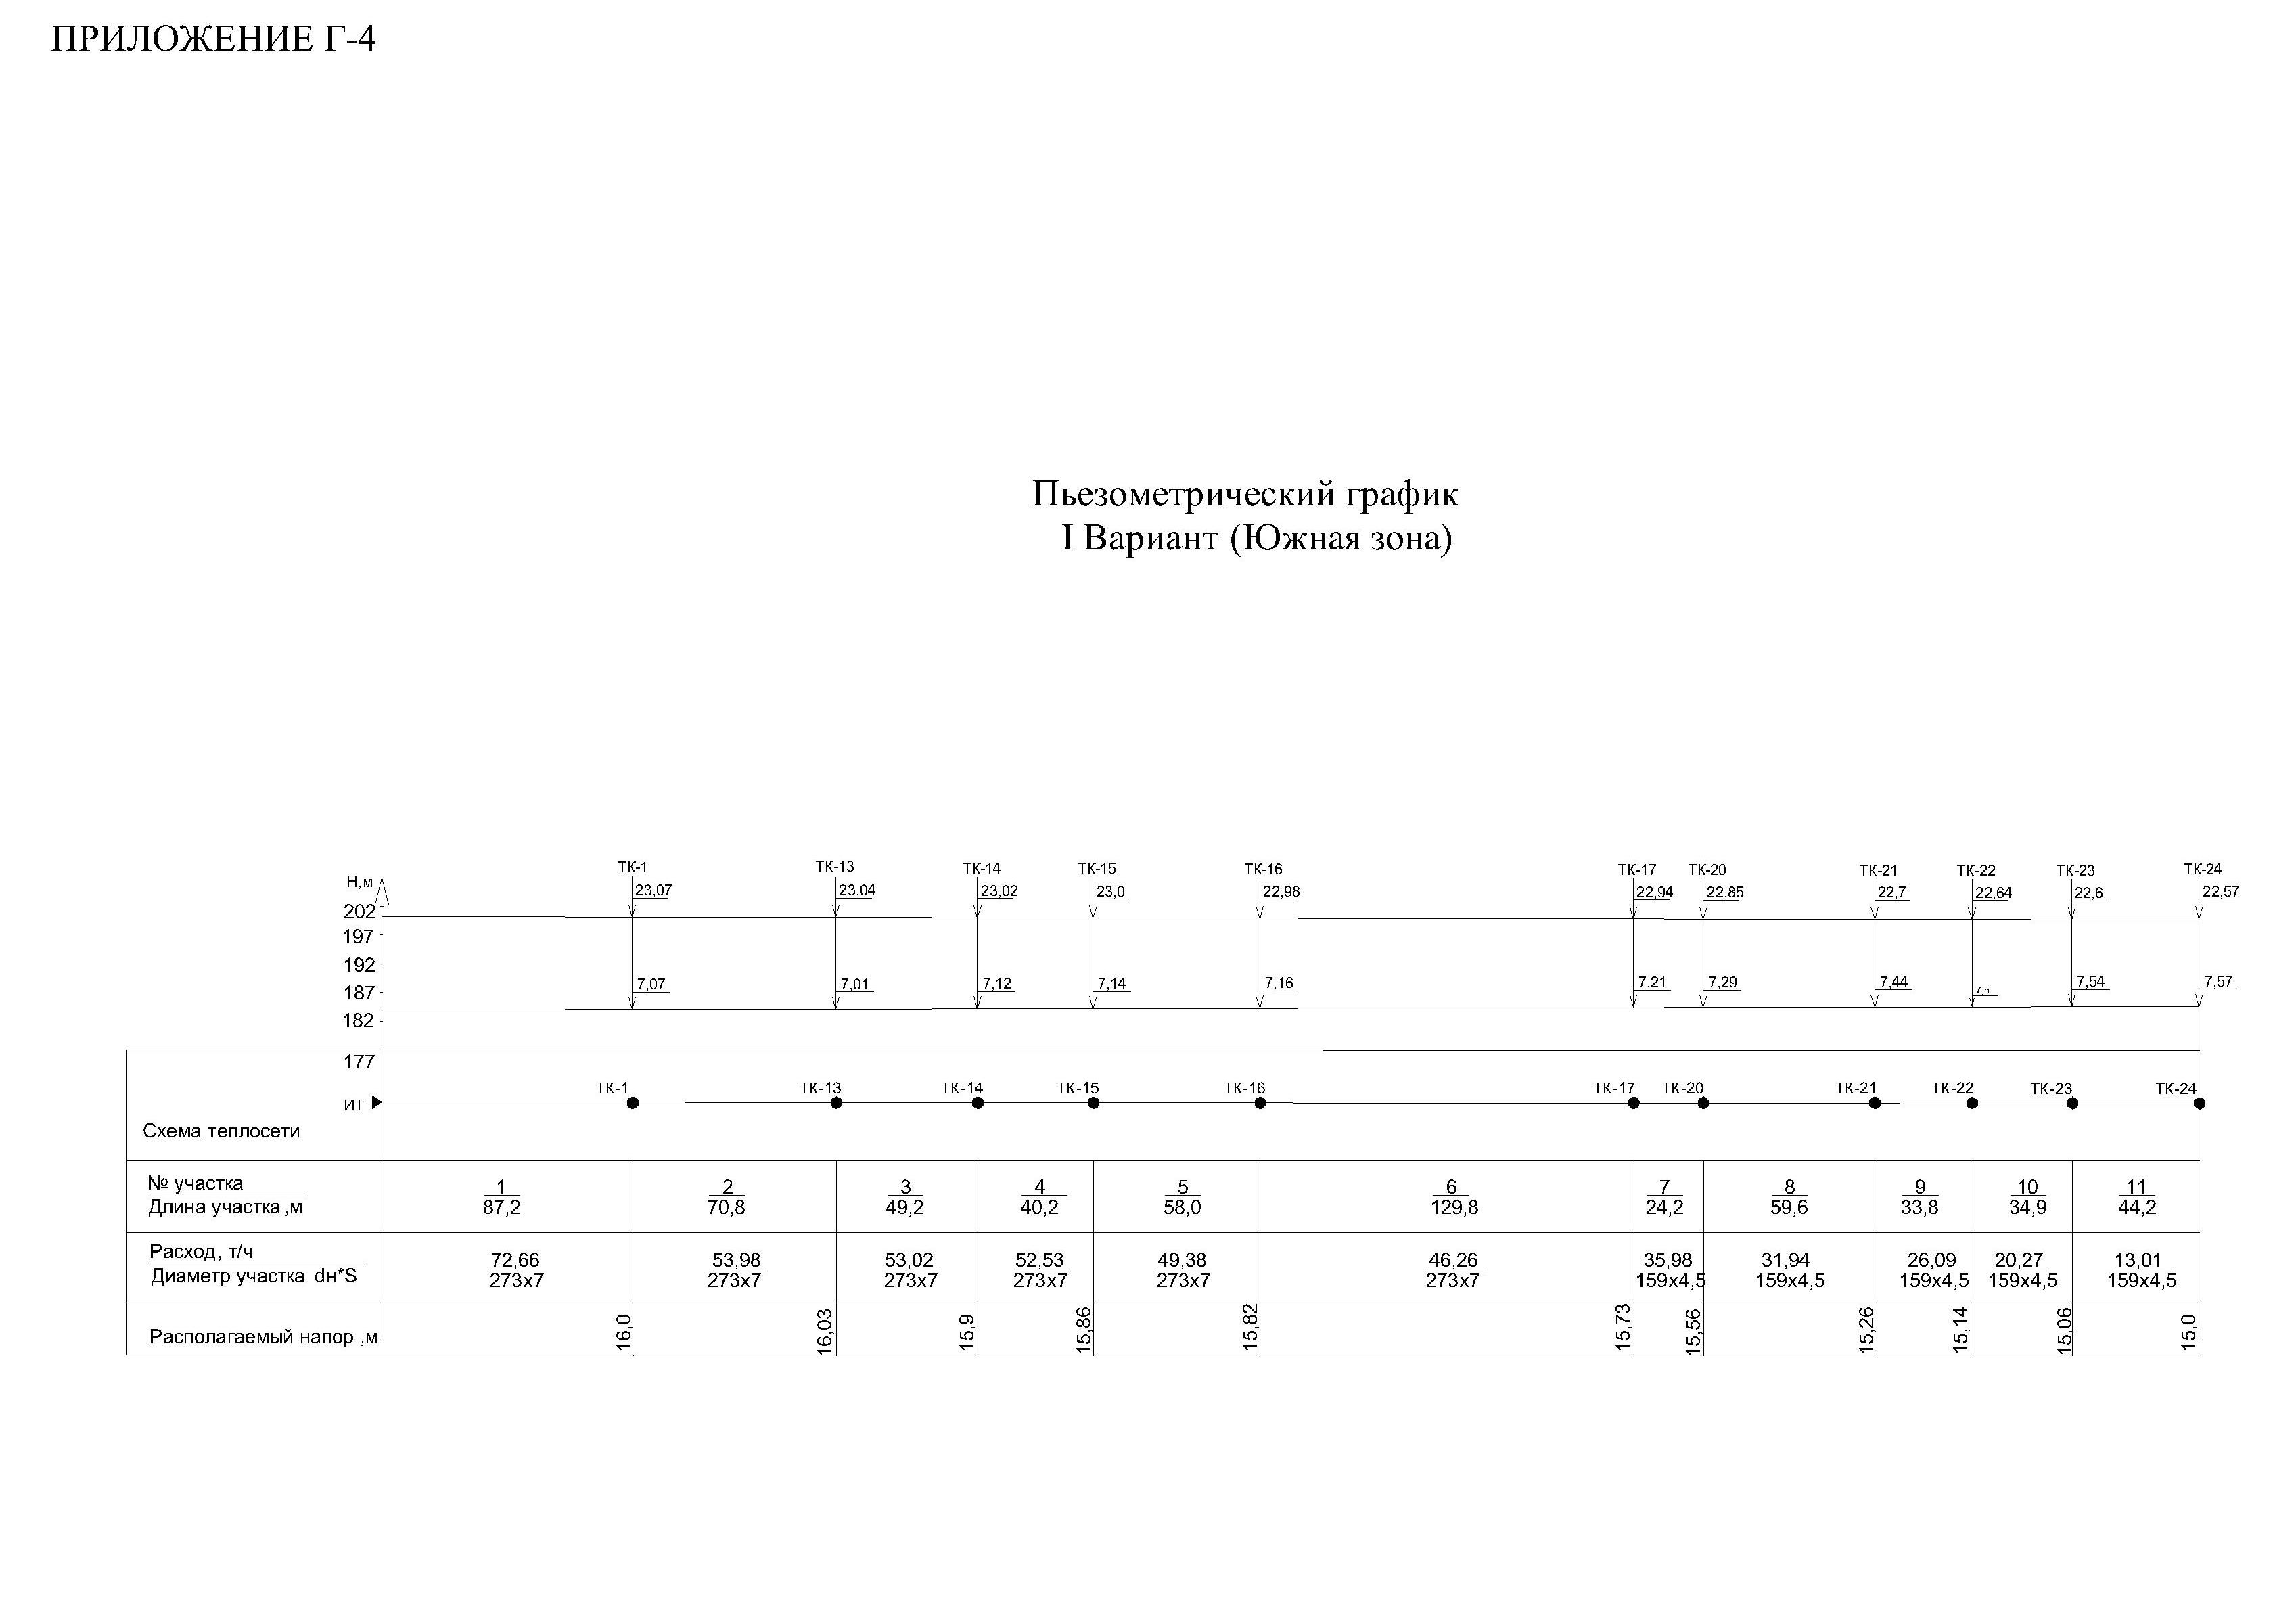 ПРИЛОЖЕНИЕ Г-4
Пьезометрический график
I Вариант (Южная зона)
ТК-1 ТК-13 ТК-14 ТК-15 ТК-16 ТК-17 ТК-20 ТК-21 ТК-22 ТК-23 ТК-24
Н,м
23,07 23,04 23,02 23,0 22,98 22,94 22,85 22,7 22,64 22,6 22,57
202
197
192
187
7,07 7,01 7,12 7,14 7,16 7,21 7,29 7,44 7,5 7,54 7,57
182
177
ИТ ТК-1 ТК-13 ТК-14 ТК-15 ТК-16 ТК-17 ТК-20 ТК-21 ТК-22 ТК-23 ТК-24
Схема теплосети
№ участка 1 2 3 4 5 6 7 8 9 10 11
Длина участка ,м 87,2 70,8 49,2 40,2 58,0 129,8 24,2 59,6 33,8 34,9 44,2
Расход, т/ч 72,66 53,98 53,02 52,53 49,38 46,26 35,98 31,94 26,09 20,27 13,01
Диаметр участка dн*S 273х7 273х7 273х7 273х7 273х7 273х7 159х4,5 159х4,5 159х4,5 159х4,5 159х4,5
Располагаемый напор ,м 16,0 16,03 15,9 15,86 15,82 15,73 15,56 15,26 15,14 15,06 15,0